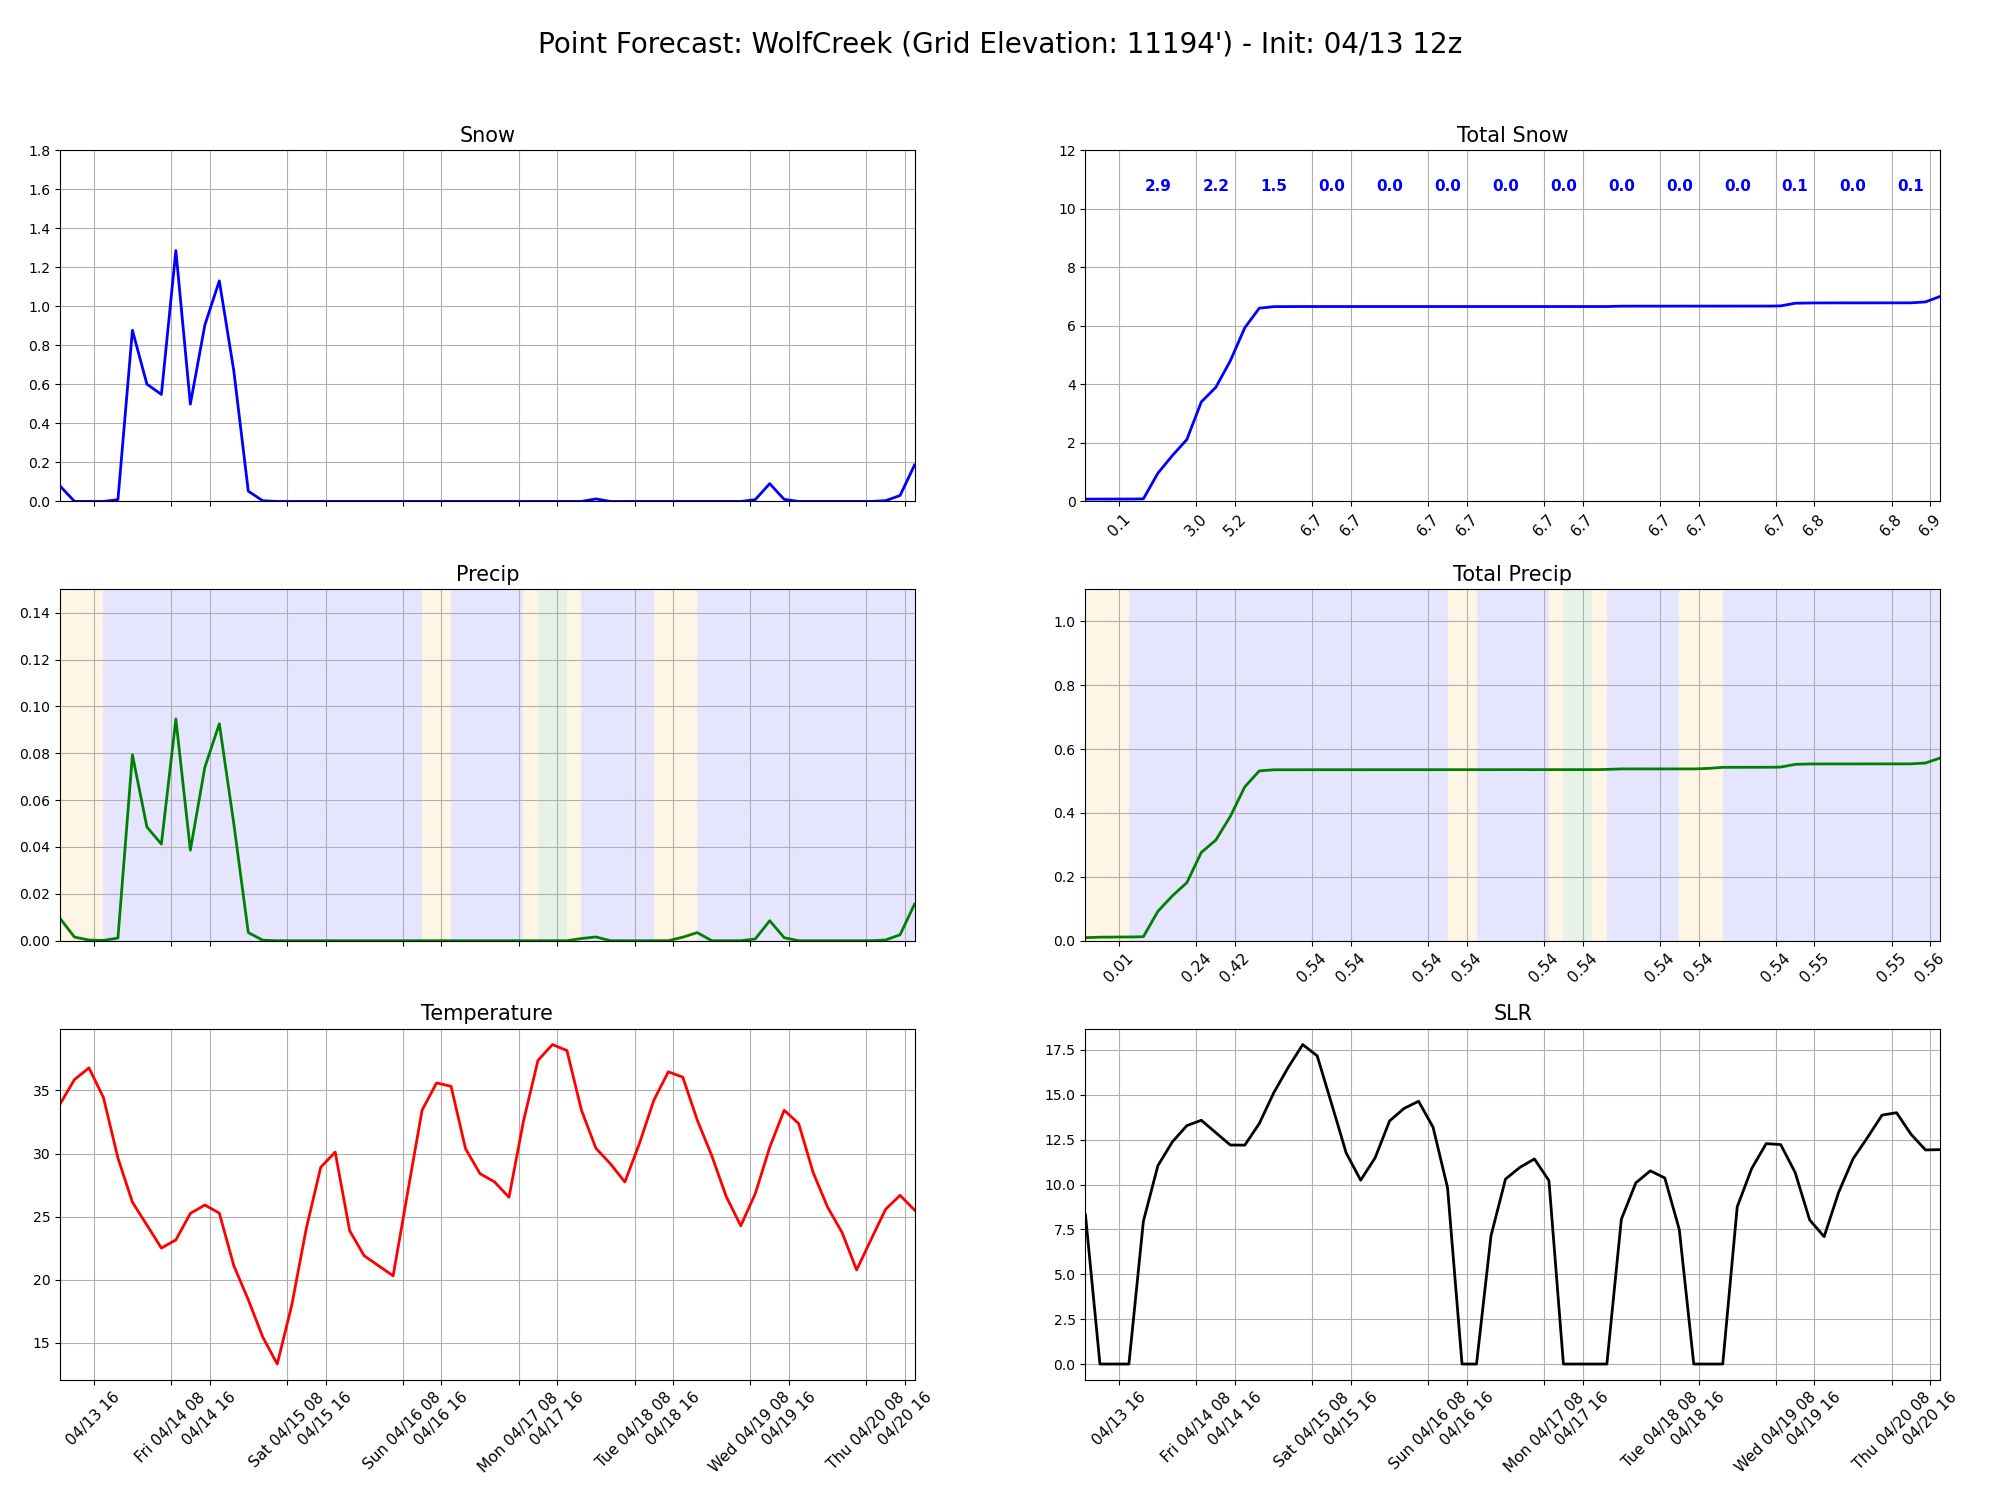 Point Forecast: WolfCreek (Grid Elevation: 11194') - Init: 04/13 12z
Snow
1.8
1.6
1.4
1.2
1.0
0.8
0.6
0.4
0.2
0.0
Total Snow
12
10
8
6
4
2
0
2.9 2.2 1.5 0.0 0.0 0.0 0.0 0.0 0.0 0.0 0.0 0.1 0.0 0.1
0.1 3.0 5.2 6.7 6.7 6.7 6.7 6.7 6.7 6.7 6.7 6.7 6.8 6.8 6.9
Precip
0.14
0.12
0.10
0.08
0.06
0.04
0.02
0.00
Total Precip
1.0
0.8
0.6
0.4
0.2
0.0
0.01 0.24 0.42 0.54 0.54 0.54 0.54 0.54 0.54 0.54 0.54 0.54 0.55 0.55 0.56
Temperature
35
30
25
20
15
04/13 16
Fri 04/14 08
04/14 16
Sat 04/15 08
04/15 16
Sun 04/16 08
04/16 16
Mon 04/17 08
04/17 16
Tue 04/18 08
04/18 16
Wed 04/19 08
04/19 16
Thu 04/20 08
04/20 16
SLR
17.5
15.0
12.5
10.0
7.5
5.0
2.5
0.0
04/13 16
Fri 04/14 08
04/14 16
Sat 04/15 08
04/15 16
Sun 04/16 08
04/16 16
Mon 04/17 08
04/17 16
Tue 04/18 08
04/18 16
Wed 04/19 08
04/19 16
Thu 04/20 08
04/20 16